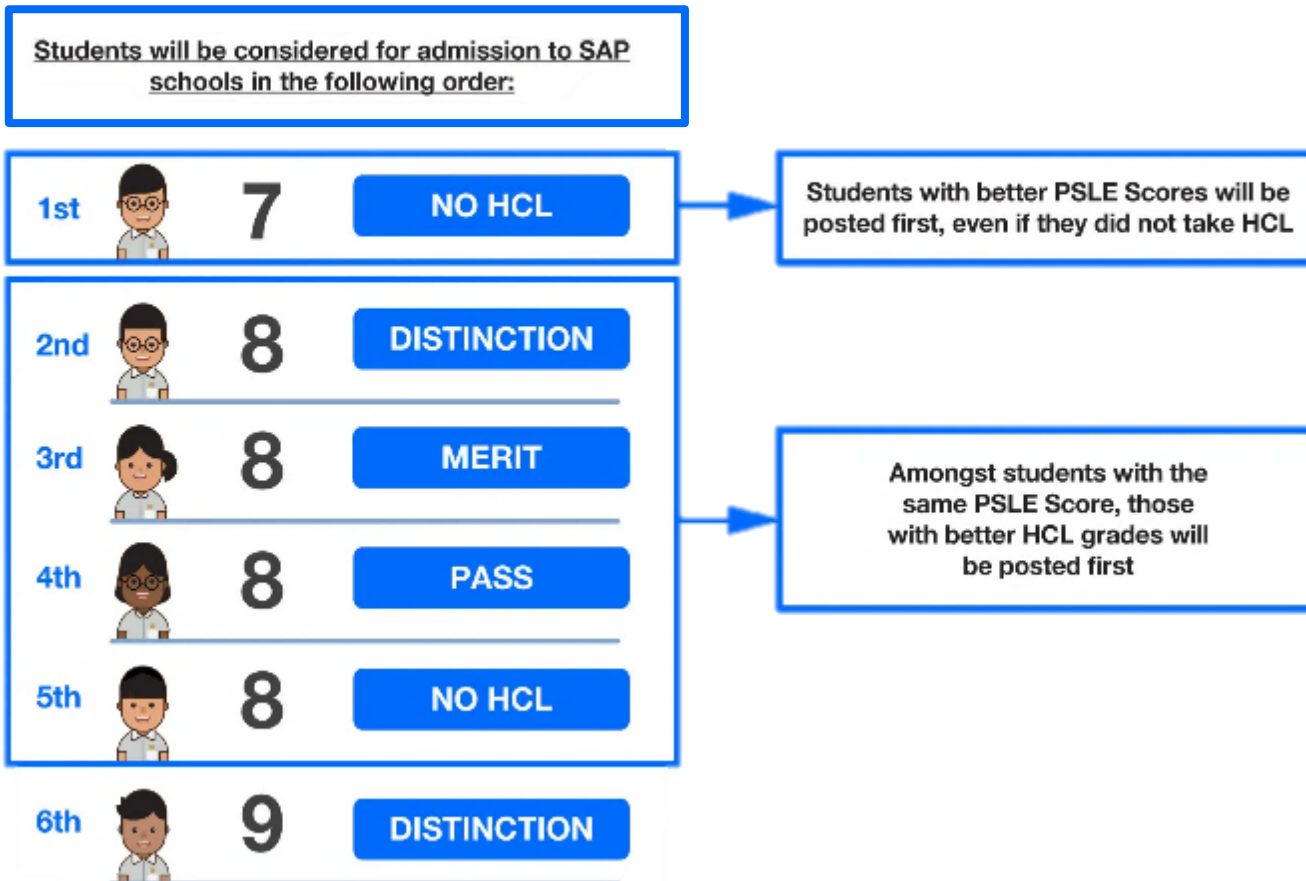 Students will be considered for admission to SAP
schools in the following order:
1st 7 NO HCL
Students with better PSLE Scores will be
posted first, even if they did not take HCL
2nd 8 DISTINCTION
3rd 8 MERIT
4th 8 PASS
5th 8 NO HCL
Amongst students with the
same PSLE Score, those
with better HCL grades will
be posted first
6th 9 DISTINCTION